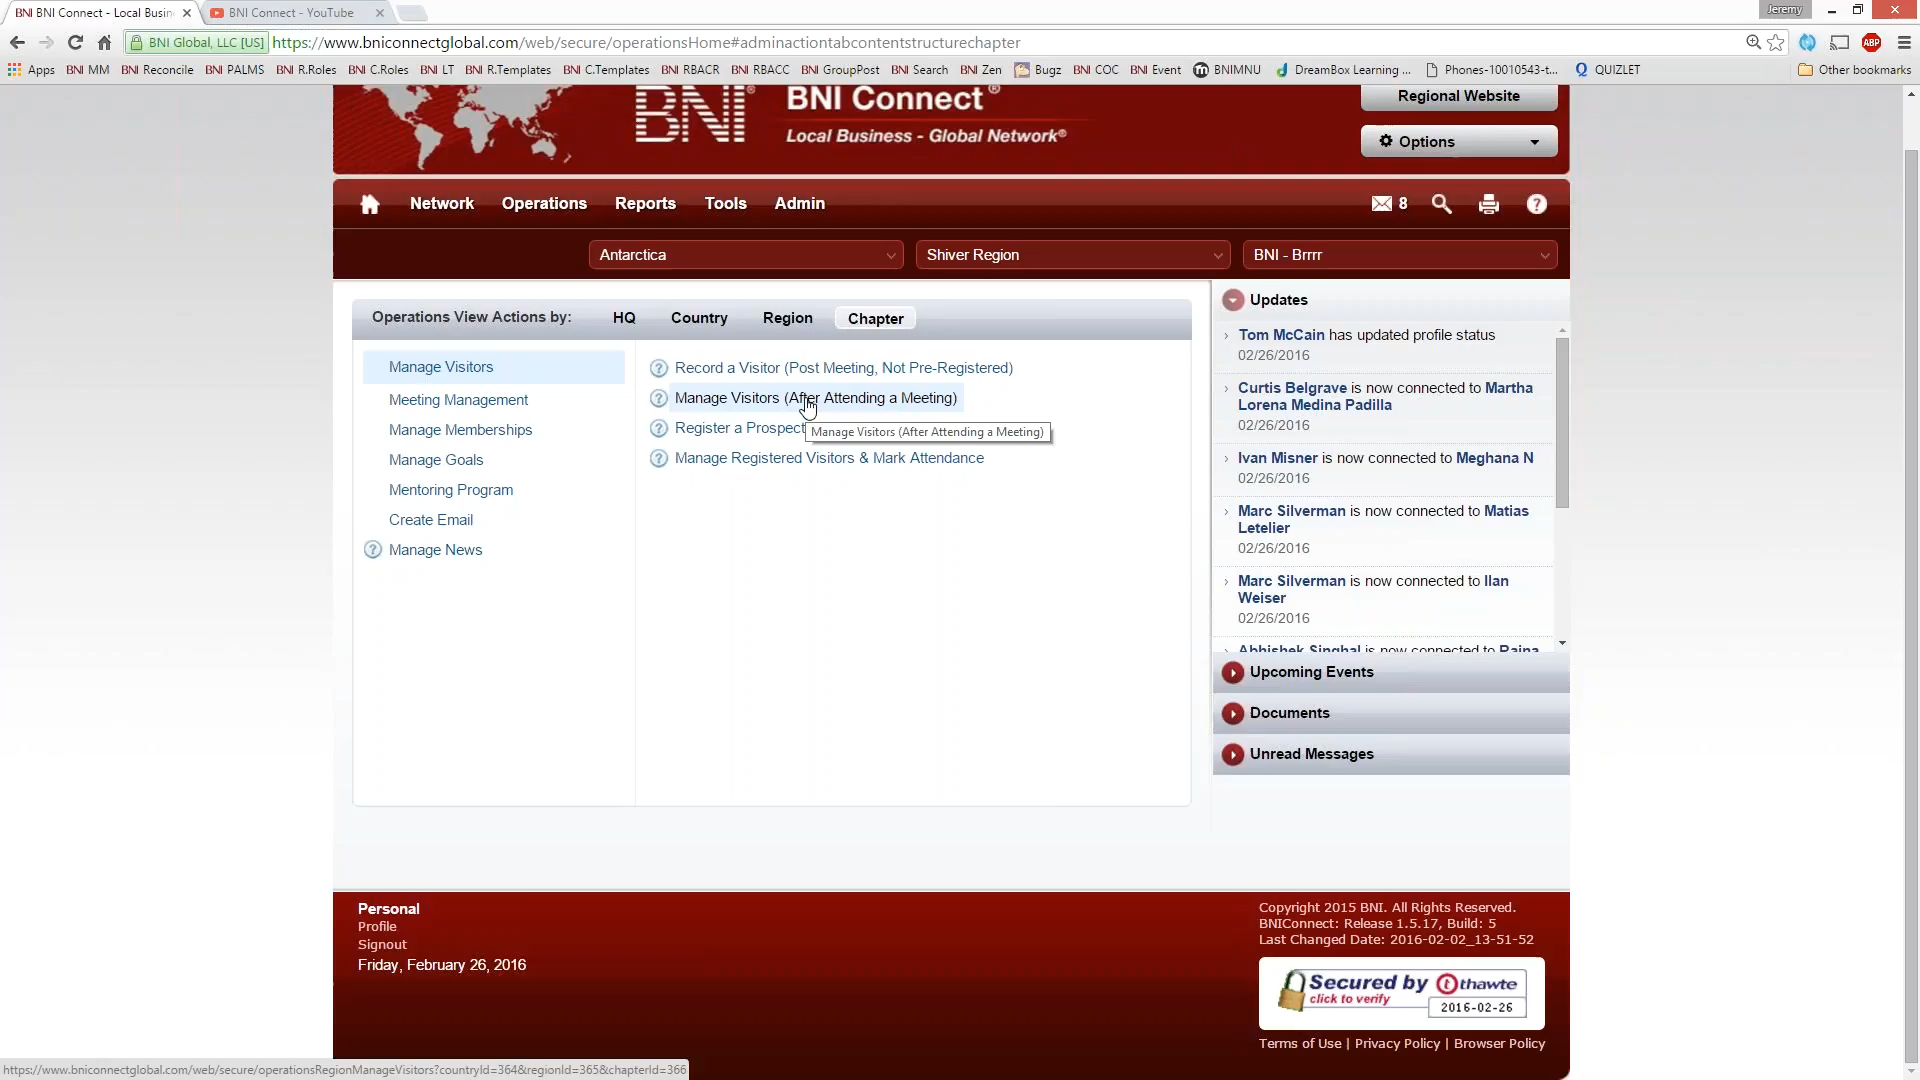 BNI BNI Connect - Local Busin
BNI Connect - YouTube
Jeremy
BNI Global, LLC [US]
https://www.bniconnectglobal.com/web/secure/operationsHome#adminactiontabcontentstructurechapter
ABP
Apps
BNI MM
BNI Reconcile
BNI PALMS
BNI R.Roles
BNI C.Roles
BNI LT
BNI R.Templates
BNI C.Templates
BNI RBACR
BNI RBACC
BNI GroupPost
BNI Search
BNI Zen
Bugz
BNI COC
BNI Event
BNIMNU
DreamBox Learning ...
Phones-10010543-t...
QUIZLET
Other bookmarks
BNI®
BNI Connect®
Local Business - Global Network®
Regional Website
Options
Network
Operations
Reports
Tools
Admin
8
Antarctica
Shiver Region
BNI - Brrrr
Operations View Actions by:
HQ
Country
Region
Chapter
Manage Visitors
Meeting Management
Manage Memberships
Manage Goals
Mentoring Program
Create Email
Manage News
Record a Visitor (Post Meeting, Not Pre-Registered)
Manage Visitors (After Attending a Meeting)
Register a Prospect
Manage Visitors (After Attending a Meeting)
Manage Registered Visitors & Mark Attendance
Updates
Tom McCain has updated profile status
02/26/2016
Curtis Belgrave is now connected to Martha
Lorena Medina Padilla
02/26/2016
Ivan Misner is now connected to Meghana N
02/26/2016
Marc Silverman is now connected to Matias
Letelier
02/26/2016
Marc Silverman is now connected to Ilan
Weiser
02/26/2016
Abhishek Singhal is now connected to Raina
Upcoming Events
Documents
Unread Messages
Personal
Profile
Signout
Friday, February 26, 2016
Copyright 2015 BNI. All Rights Reserved.
BNIConnect: Release 1.5.17, Build: 5
Last Changed Date: 2016-02-02_13-51-52
Secured by thawte
click to verify
2016-02-26
Terms of Use | Privacy Policy | Browser Policy
https://www.bniconnectglobal.com/web/secure/operationsRegionManageVisitors?countryId=364&regionId=365&chapterId=366